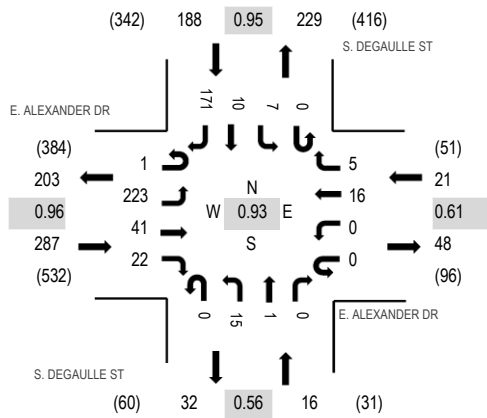 (342) 188 0.95 229 (416)
S. DEGAULLE ST
E. ALEXANDER DR
171 10 7 0
(384)
203
0.96
287
(532)
1
223
41
22
N
W 0.93 E
S
5
16
0
0
(51)
21
0.61
48
(96)
0 15 1 0
E. ALEXANDER DR
S. DEGAULLE ST
(60) 32 0.56 16 (31)